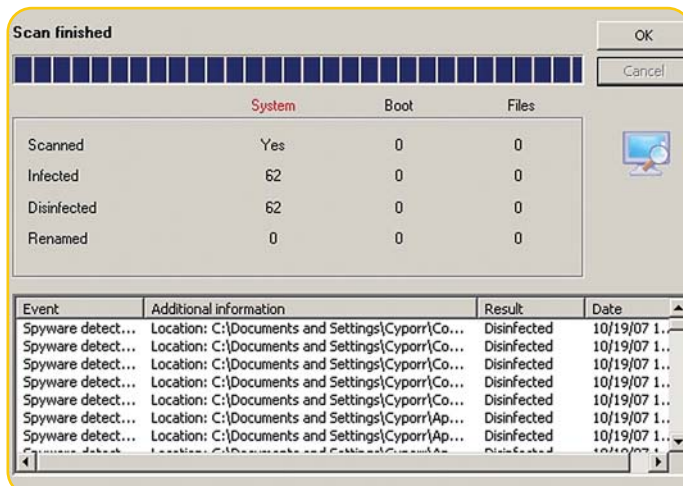 Scan finished
OK
Cancel
System Boot Files
Scanned Yes 0 0
Infected 62 0 0
Disinfected 62 0 0
Renamed 0 0 0
Event Additional information Result Date
Spyware detect... Location: C:\Documents and Settings\Cyporr\Co... Disinfected 10/19/07 1...
Spyware detect... Location: C:\Documents and Settings\Cyporr\Co... Disinfected 10/19/07 1...
Spyware detect... Location: C:\Documents and Settings\Cyporr\Co... Disinfected 10/19/07 1...
Spyware detect... Location: C:\Documents and Settings\Cyporr\Co... Disinfected 10/19/07 1...
Spyware detect... Location: C:\Documents and Settings\Cyporr\Co... Disinfected 10/19/07 1...
Spyware detect... Location: C:\Documents and Settings\Cyporr\Ap... Disinfected 10/19/07 1...
Spyware detect... Location: C:\Documents and Settings\Cyporr\Ap... Disinfected 10/19/07 1...